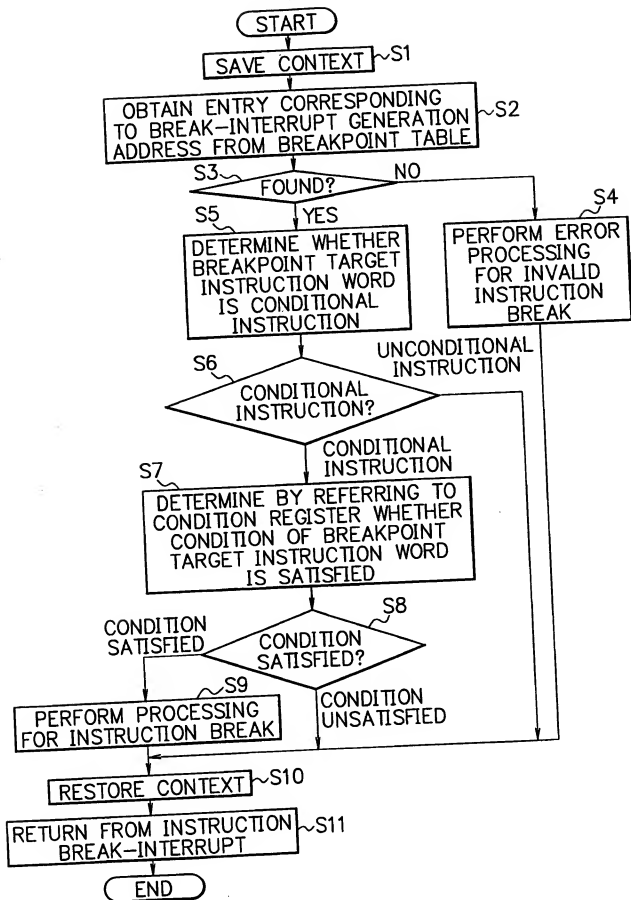 START
SAVE CONTEXT
S1
OBTAIN ENTRY CORRESPONDING
TO BREAK-INTERRUPT GENERATION
ADDRESS FROM BREAKPOINT TABLE
S2
S3
FOUND?
NO
YES
S4
PERFORM ERROR
PROCESSING
FOR INVALID
INSTRUCTION
BREAK
S5
DETERMINE WHETHER
BREAKPOINT TARGET
INSTRUCTION WORD
IS CONDITIONAL
INSTRUCTION
UNCONDITIONAL
INSTRUCTION
S6
CONDITIONAL
INSTRUCTION?
CONDITIONAL
INSTRUCTION
S7
DETERMINE BY REFERRING TO
CONDITION REGISTER WHETHER
CONDITION OF BREAKPOINT
TARGET INSTRUCTION WORD
IS SATISFIED
S8
CONDITION
SATISFIED
CONDITION
SATISFIED?
S9
CONDITION
UNSATISFIED
PERFORM PROCESSING
FOR INSTRUCTION BREAK
RESTORE CONTEXT
S10
RETURN FROM INSTRUCTION
BREAK-INTERRUPT
S11
END